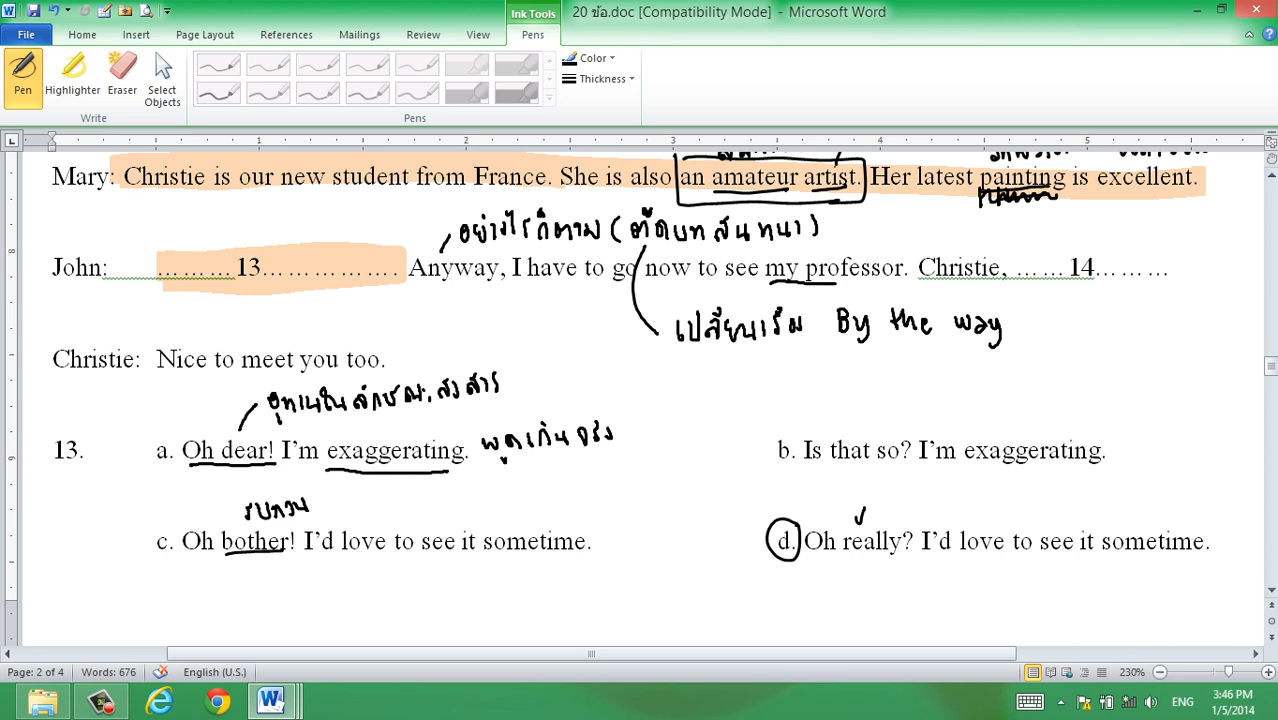 Ink Tools
20 ข้อ.doc [Compatibility Mode] - Microsoft Word
File Home Insert Page Layout References Mailings Review View Pens
Pen Highlighter Eraser Select Objects
Color
Thickness
Write
Pens
1 2 3 4 5
Mary: Christie is our new student from France. She is also an amateur artist. Her latest painting is excellent.
8
อย่างไรก็ตาม (ตัดบทสนทนา)
John: ………13……………. Anyway, I have to go now to see my professor. Christie, ……14………
เปลี่ยนเรื่อง By the way
Christie: Nice to meet you too.
อุทานในลักษณะสงสาร
9
13. a. Oh dear! I'm exaggerating. พูดเกินจริง b. Is that so? I'm exaggerating.
รบกวน
c. Oh bother! I'd love to see it sometime. d. Oh really? I'd love to see it sometime.
Page: 2 of 4 Words: 676 English (U.S.) 230%
ENG
3:46 PM
1/5/2014